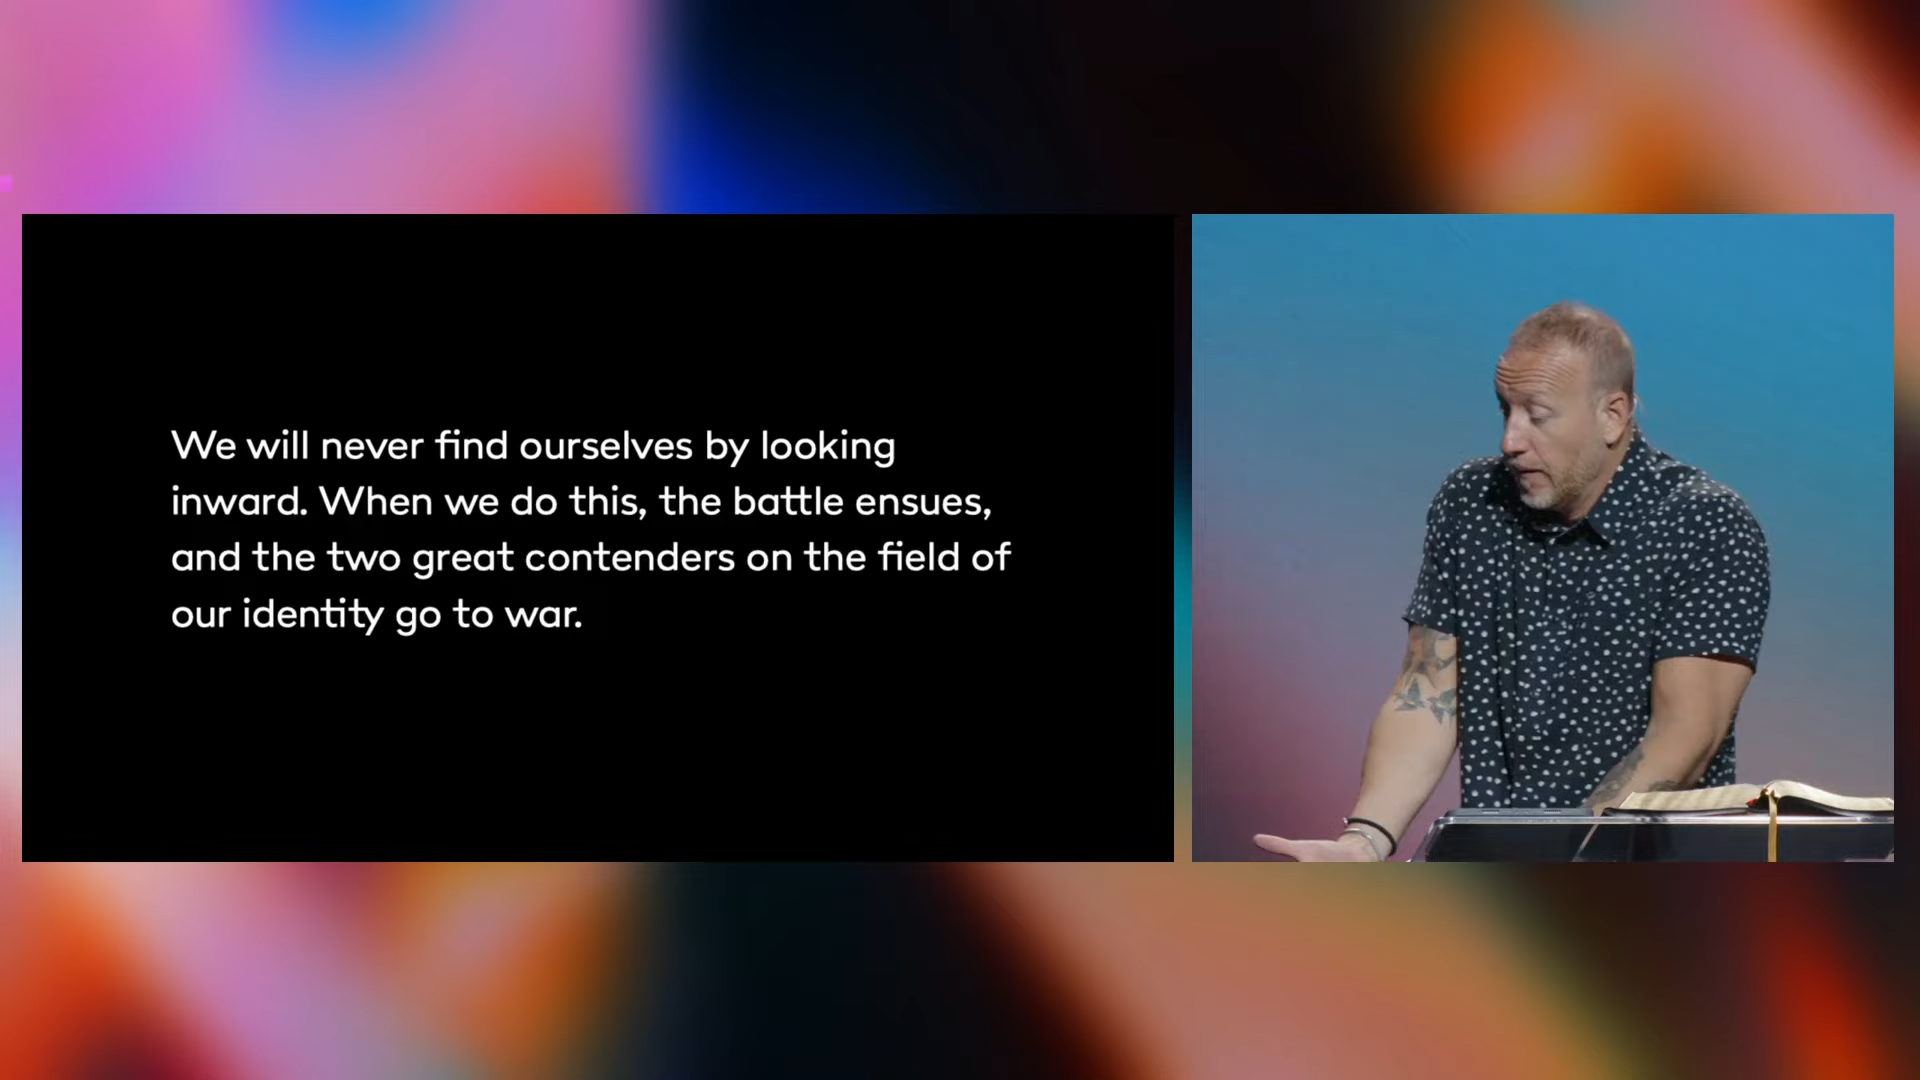 We will never find ourselves by looking
inward. When we do this, the battle ensues,
and the two great contenders on the field of
our identity go to war.